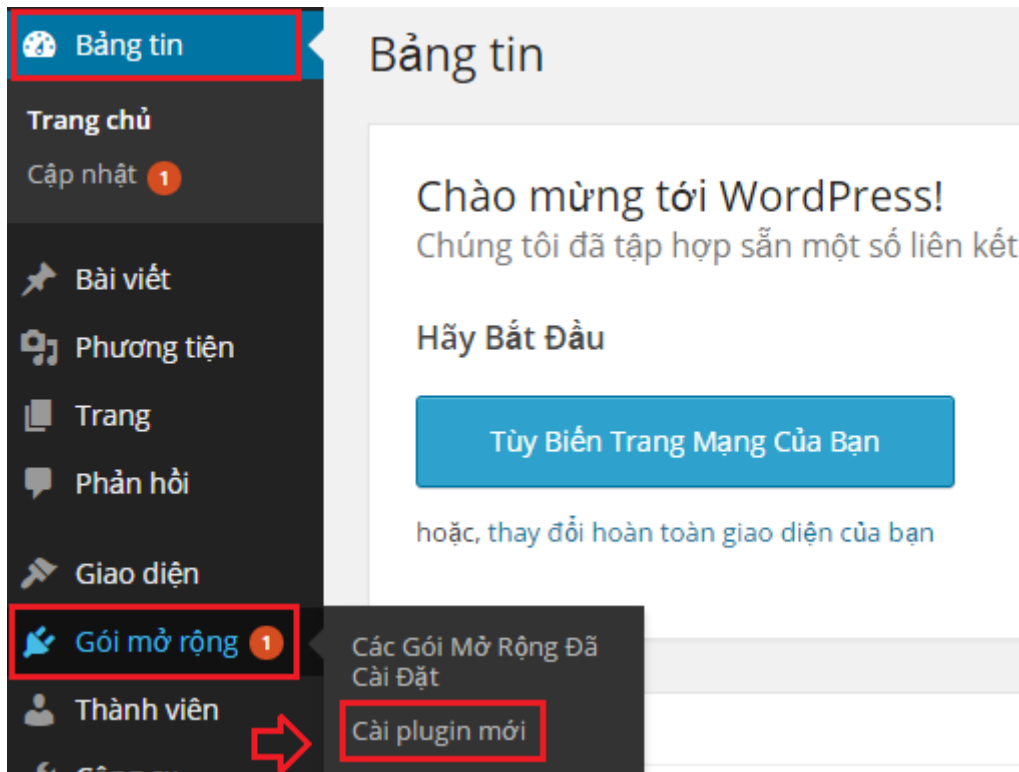 Bảng tin
Trang chủ
Cập nhật 1
Bài viết
Phương tiện
Trang
Phản hồi
Giao diện
Gói mở rộng 1
Thành viên
Các Gói Mở Rộng Đã
Cài Đặt
Cài plugin mới
Bảng tin
Chào mừng tới WordPress!
Chúng tôi đã tập hợp sẵn một số liên kết
Hãy Bắt Đầu
Tùy Biến Trang Mạng Của Bạn
hoặc, thay đổi hoàn toàn giao diện của bạn